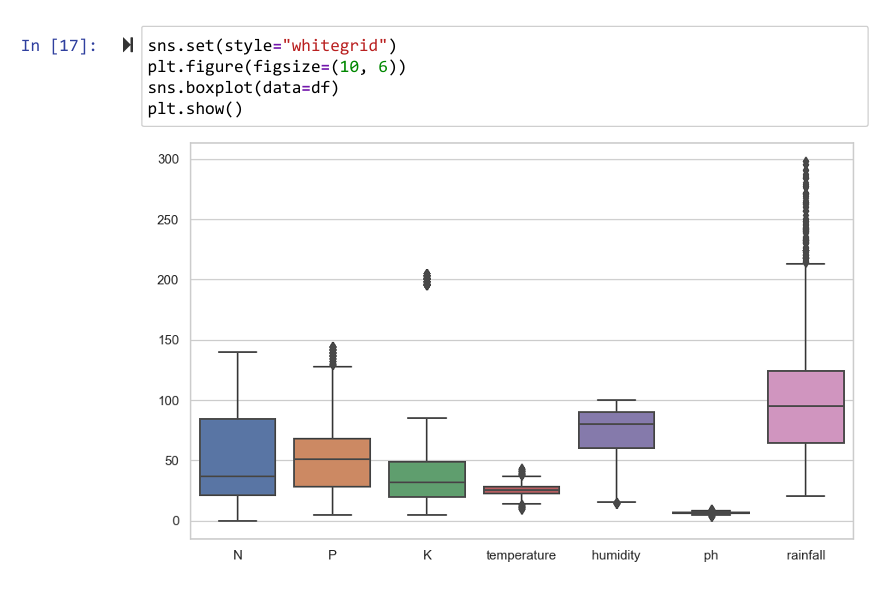 In [17]:
sns.set(style="whitegrid")
plt.figure(figsize=(10, 6))
sns.boxplot(data=df)
plt.show()
300
250
200
150
100
50
0
N P K temperature humidity ph rainfall